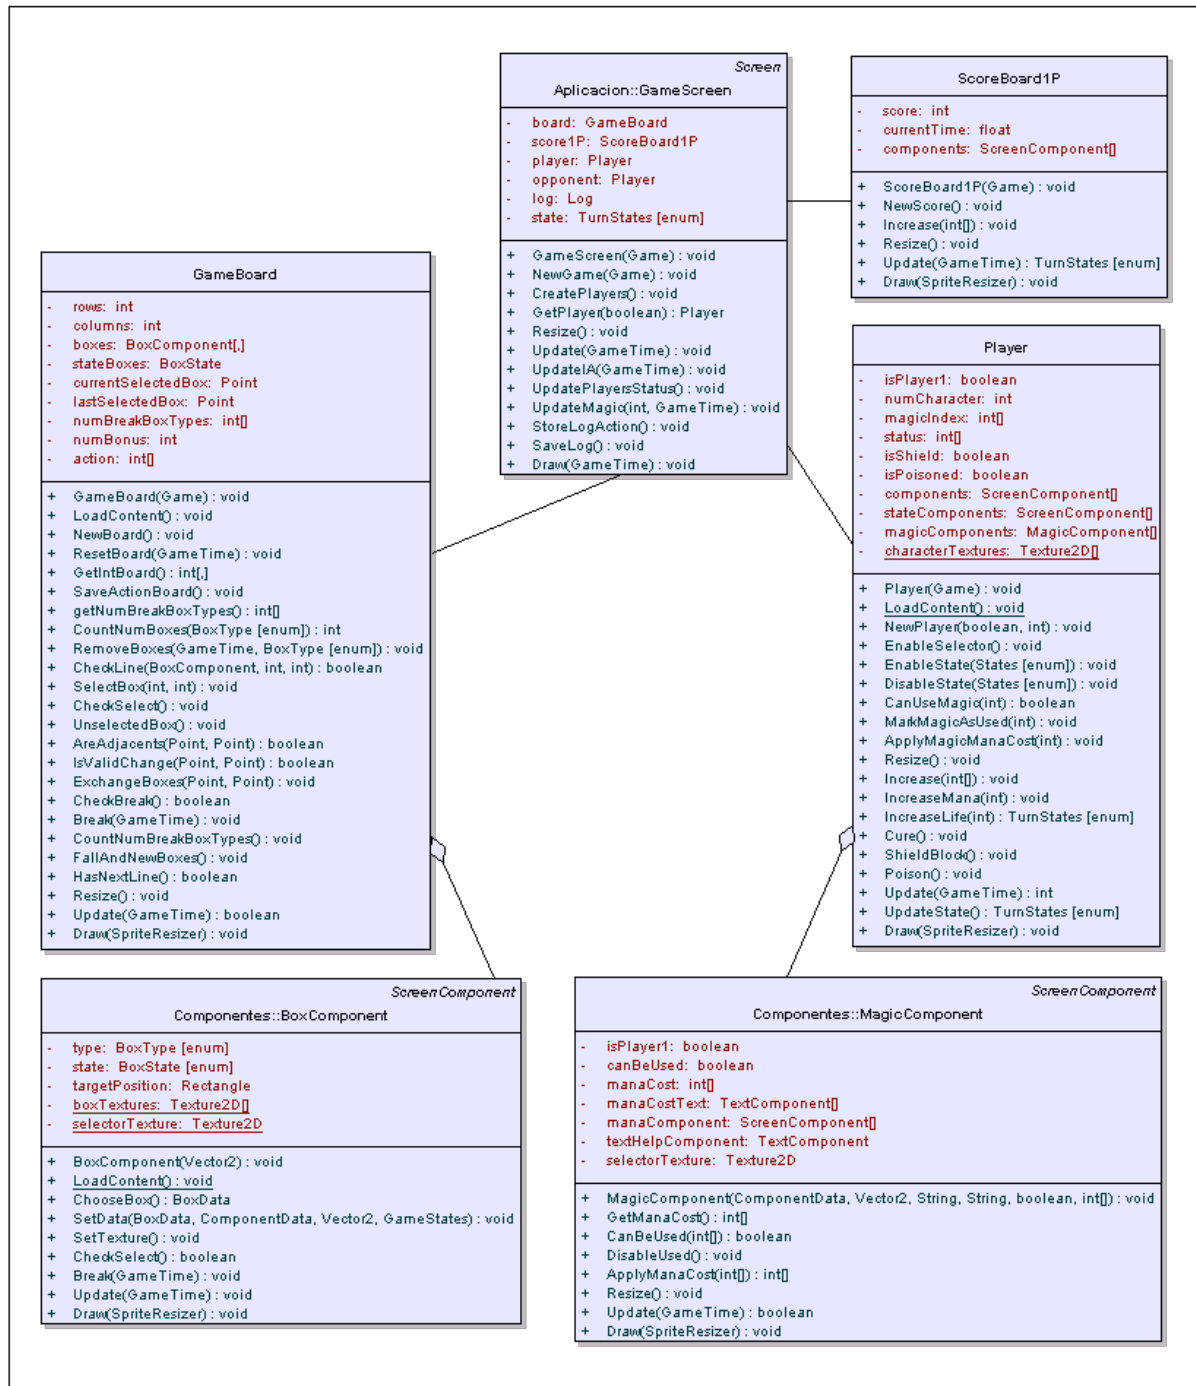 Screen
Aplicacion::GameScreen
- board: GameBoard
- score1P: ScoreBoard1P
- player: Player
- opponent: Player
- log: Log
- state: TurnStates [enum]
+ GameScreen(Game) : void
+ NewGame(Game) : void
+ CreatePlayers() : void
+ GetPlayer(boolean) : Player
+ Resize() : void
+ Update(GameTime) : void
+ UpdateIA(GameTime) : void
+ UpdatePlayersStatus() : void
+ UpdateMagic(int, GameTime) : void
+ StoreLogAction() : void
+ SaveLog() : void
+ Draw(GameTime) : void
ScoreBoard1P
- score: int
- currentTime: float
- components: ScreenComponent[]
+ ScoreBoard1P(Game) : void
+ NewScore() : void
+ Increase(int[]) : void
+ Resize() : void
+ Update(GameTime) : TurnStates [enum]
+ Draw(SpriteResizer) : void
GameBoard
- rows: int
- columns: int
- boxes: BoxComponent[,]
- stateBoxes: BoxState
- currentSelectedBox: Point
- lastSelectedBox: Point
- numBreakBoxTypes: int[]
- numBonus: int
- action: int[]
+ GameBoard(Game) : void
+ LoadContent() : void
+ NewBoard() : void
+ ResetBoard(GameTime) : void
+ GetIntBoard() : int[,]
+ SaveActionBoard() : void
+ getNumBreakBoxTypes() : int[]
+ CountNumBoxes(BoxType [enum]) : int
+ RemoveBoxes(GameTime, BoxType [enum]) : void
+ CheckLine(BoxComponent, int, int) : boolean
+ SelectBox(int, int) : void
+ CheckSelect() : void
+ UnselectedBox() : void
+ AreAdjacents(Point, Point) : boolean
+ IsValidChange(Point, Point) : boolean
+ ExchangeBoxes(Point, Point) : void
+ CheckBreak() : boolean
+ Break(GameTime) : void
+ CountNumBreakBoxTypes() : void
+ FallAndNewBoxes() : void
+ HasNextLine() : boolean
+ Resize() : void
+ Update(GameTime) : boolean
+ Draw(SpriteResizer) : void
Player
- isPlayer1: boolean
- numCharacter: int
- magicIndex: int[]
- status: int[]
- isShield: boolean
- isPoisoned: boolean
- components: ScreenComponent[]
- stateComponents: ScreenComponent[]
- magicComponents: MagicComponent[]
- characterTextures: Texture2D[]
+ Player(Game) : void
+ LoadContent() : void
+ NewPlayer(boolean, int) : void
+ EnableSelector() : void
+ EnableState(States [enum]) : void
+ DisableState(States [enum]) : void
+ CanUseMagic(int) : boolean
+ MarkMagicAsUsed(int) : void
+ ApplyMagicManaCost(int) : void
+ Resize() : void
+ Increase(int[]) : void
+ IncreaseMana(int) : void
+ IncreaseLife(int) : TurnStates [enum]
+ Cure() : void
+ ShieldBlock() : void
+ Poison() : void
+ Update(GameTime) : int
+ UpdateState() : TurnStates [enum]
+ Draw(SpriteResizer) : void
ScreenComponent
Componentes::BoxComponent
- type: BoxType [enum]
- state: BoxState [enum]
- targetPosition: Rectangle
- boxTextures: Texture2D[]
- selectorTexture: Texture2D
+ BoxComponent(Vector2) : void
+ LoadContent() : void
+ ChooseBox() : BoxData
+ SetData(BoxData, ComponentData, Vector2, GameStates) : void
+ SetTexture() : void
+ CheckSelect() : boolean
+ Break(GameTime) : void
+ Update(GameTime) : void
+ Draw(SpriteResizer) : void
ScreenComponent
Componentes::MagicComponent
- isPlayer1: boolean
- canBeUsed: boolean
- manaCost: int[]
- manaCostText: TextComponent[]
- manaComponent: ScreenComponent[]
- textHelpComponent: TextComponent
- selectorTexture: Texture2D
+ MagicComponent(ComponentData, Vector2, String, String, boolean, int[]) : void
+ GetManaCost() : int[]
+ CanBeUsed(int[]) : boolean
+ DisableUsed() : void
+ ApplyManaCost(int[]) : int[]
+ Resize() : void
+ Update(GameTime) : boolean
+ Draw(SpriteResizer) : void